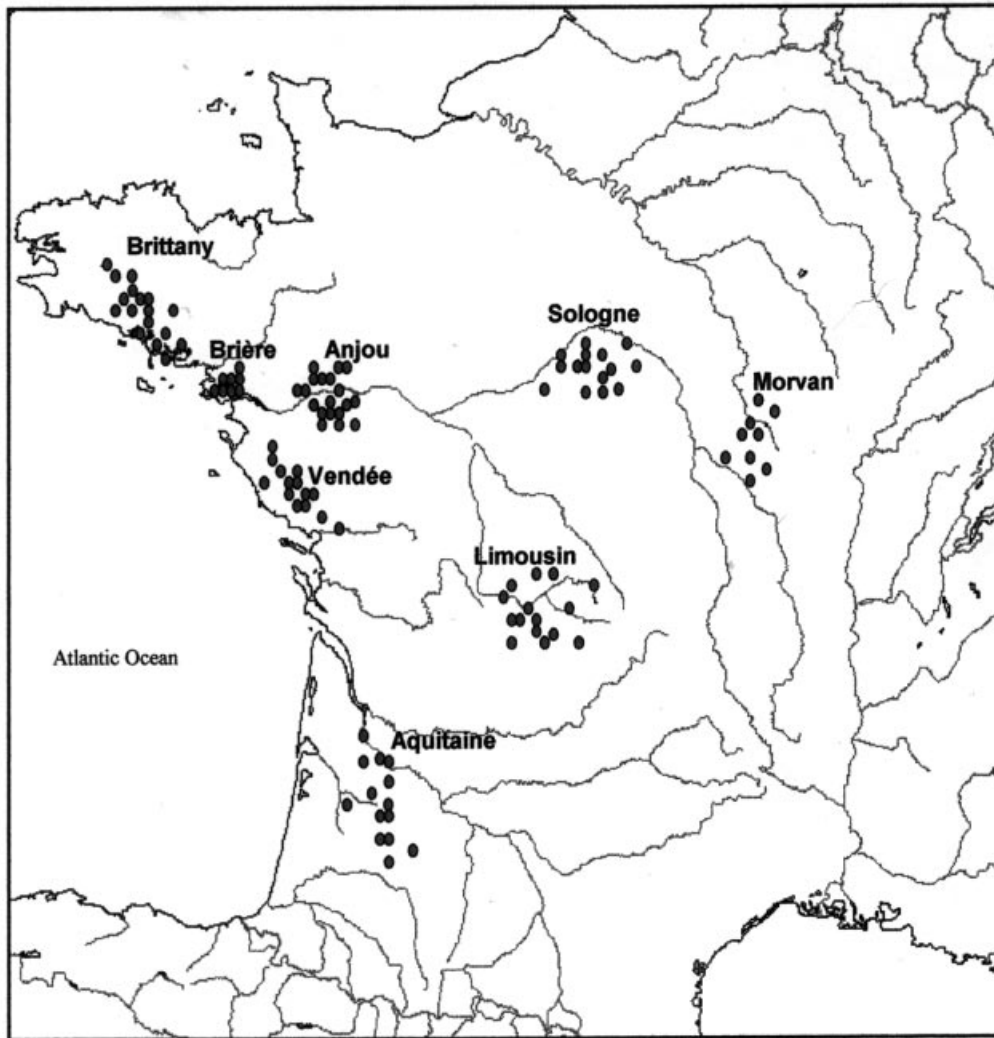 Brittany
Sologne
Brière
Anjou
Morvan
Vendée
Limousin
Atlantic Ocean
Aquitaine